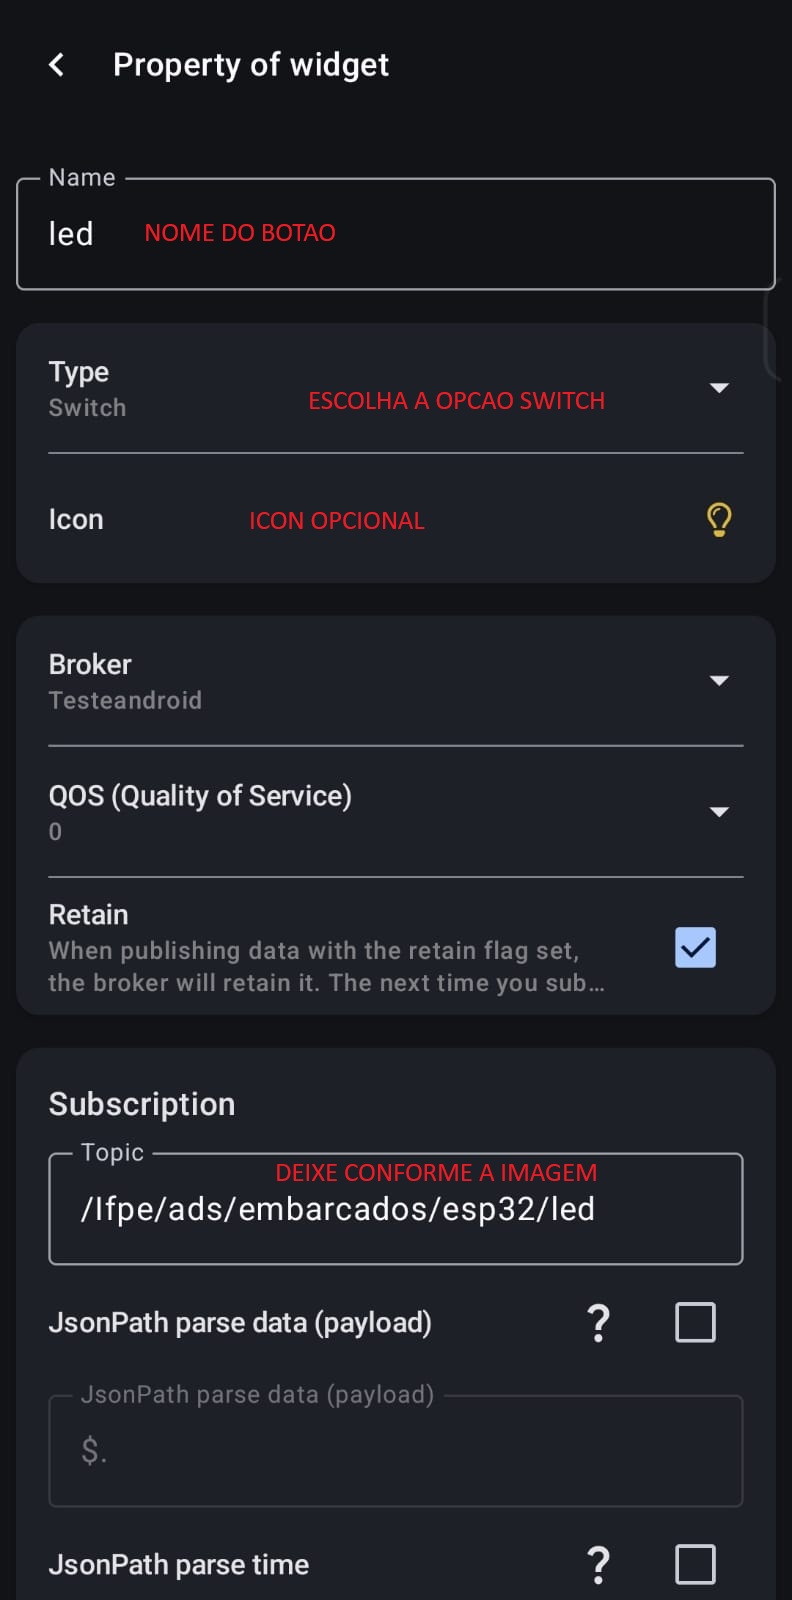 Property of widget
Name
led NOME DO BOTAO
Type
Switch
ESCOLHA A OPCAO SWITCH
Icon ICON OPCIONAL
Broker
Testeandroid
QOS (Quality of Service)
0
Retain
When publishing data with the retain flag set,
the broker will retain it. The next time you sub...
Subscription
Topic
DEIXE CONFORME A IMAGEM
/Ifpe/ads/embarcados/esp32/led
JsonPath parse data (payload) ?
JsonPath parse data (payload)
$.
JsonPath parse time ?